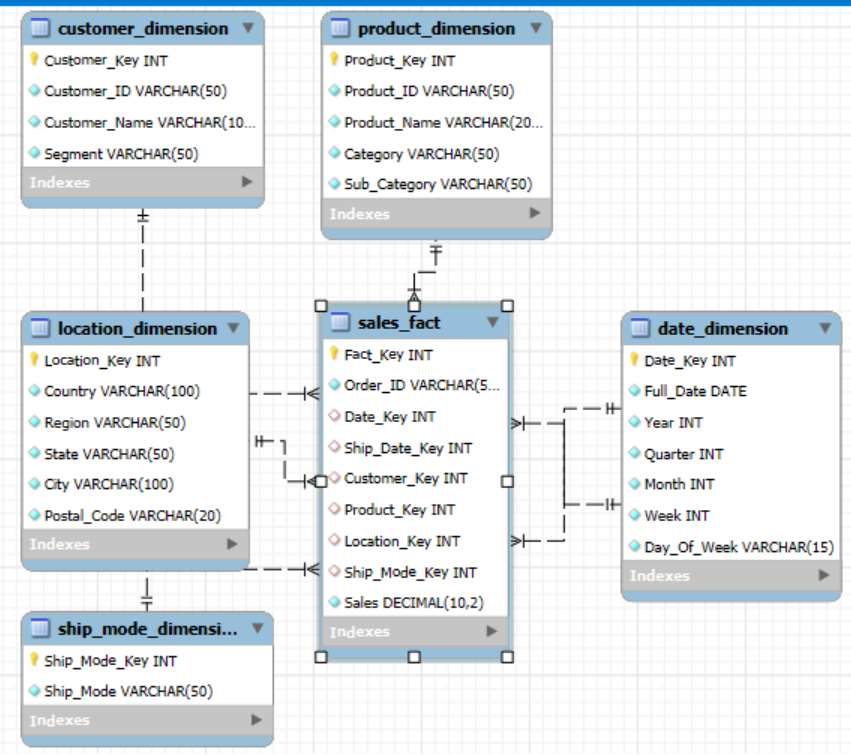 customer_dimension
Customer_Key INT
Customer_ID VARCHAR(50)
Customer_Name VARCHAR(10...
Segment VARCHAR(50)
Indexes
product_dimension
Product_Key INT
Product_ID VARCHAR(50)
Product_Name VARCHAR(20...
Category VARCHAR(50)
Sub_Category VARCHAR(50)
Indexes
location_dimension
Location_Key INT
Country VARCHAR(100)
Region VARCHAR(50)
State VARCHAR(50)
City VARCHAR(100)
Postal_Code VARCHAR(20)
Indexes
sales_fact
Fact_Key INT
Order_ID VARCHAR(5...
Date_Key INT
Ship_Date_Key INT
Customer_Key INT
Product_Key INT
Location_Key INT
Ship_Mode_Key INT
Sales DECIMAL(10,2)
Indexes
date_dimension
Date_Key INT
Full_Date DATE
Year INT
Quarter INT
Month INT
Week INT
Day_Of_Week VARCHAR(15)
Indexes
ship_mode_dimensi...
Ship_Mode_Key INT
Ship_Mode VARCHAR(50)
Indexes